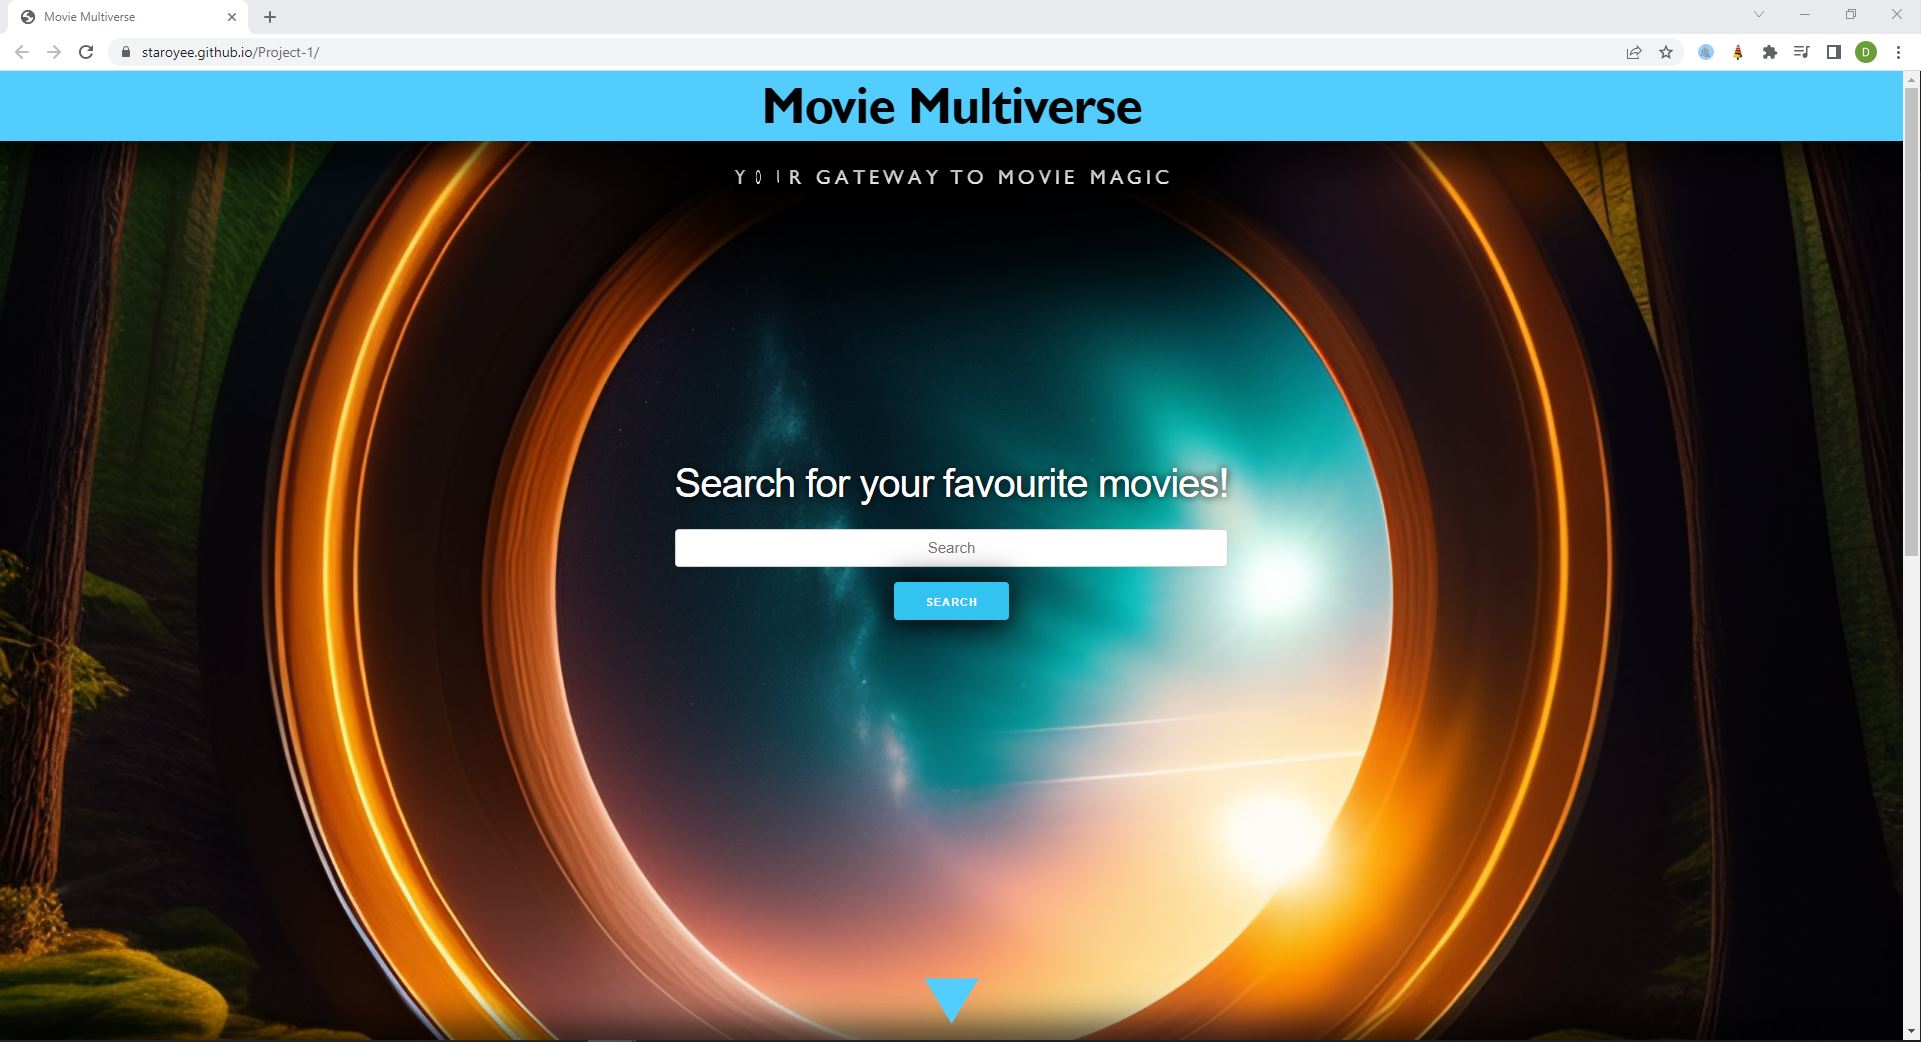 Movie Multiverse
staroyee.github.io/Project-1/
D
Movie Multiverse
YOUR GATEWAY TO MOVIE MAGIC
Search for your favourite movies!
Search
SEARCH